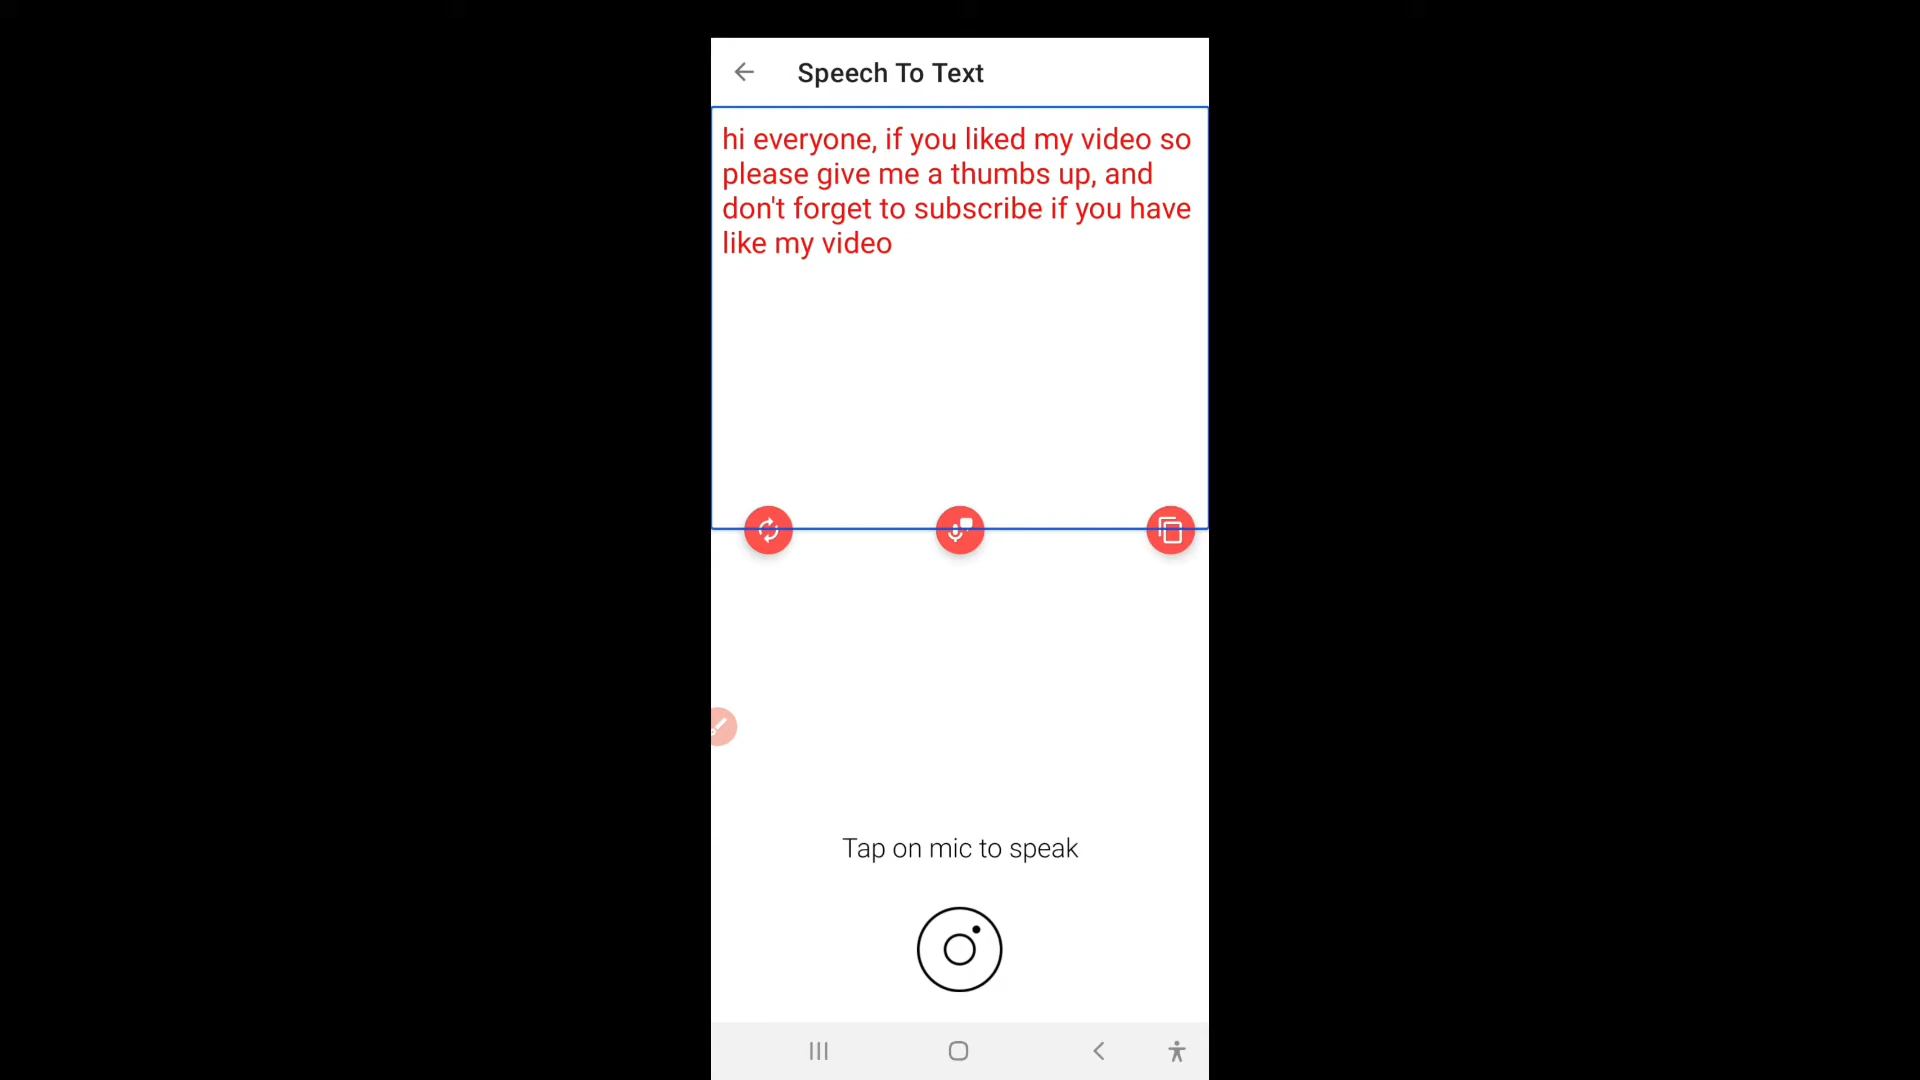 Speech To Text
hi everyone, if you liked my video so
please give me a thumbs up, and
don't forget to subscribe if you have
like my video
Tap on mic to speak